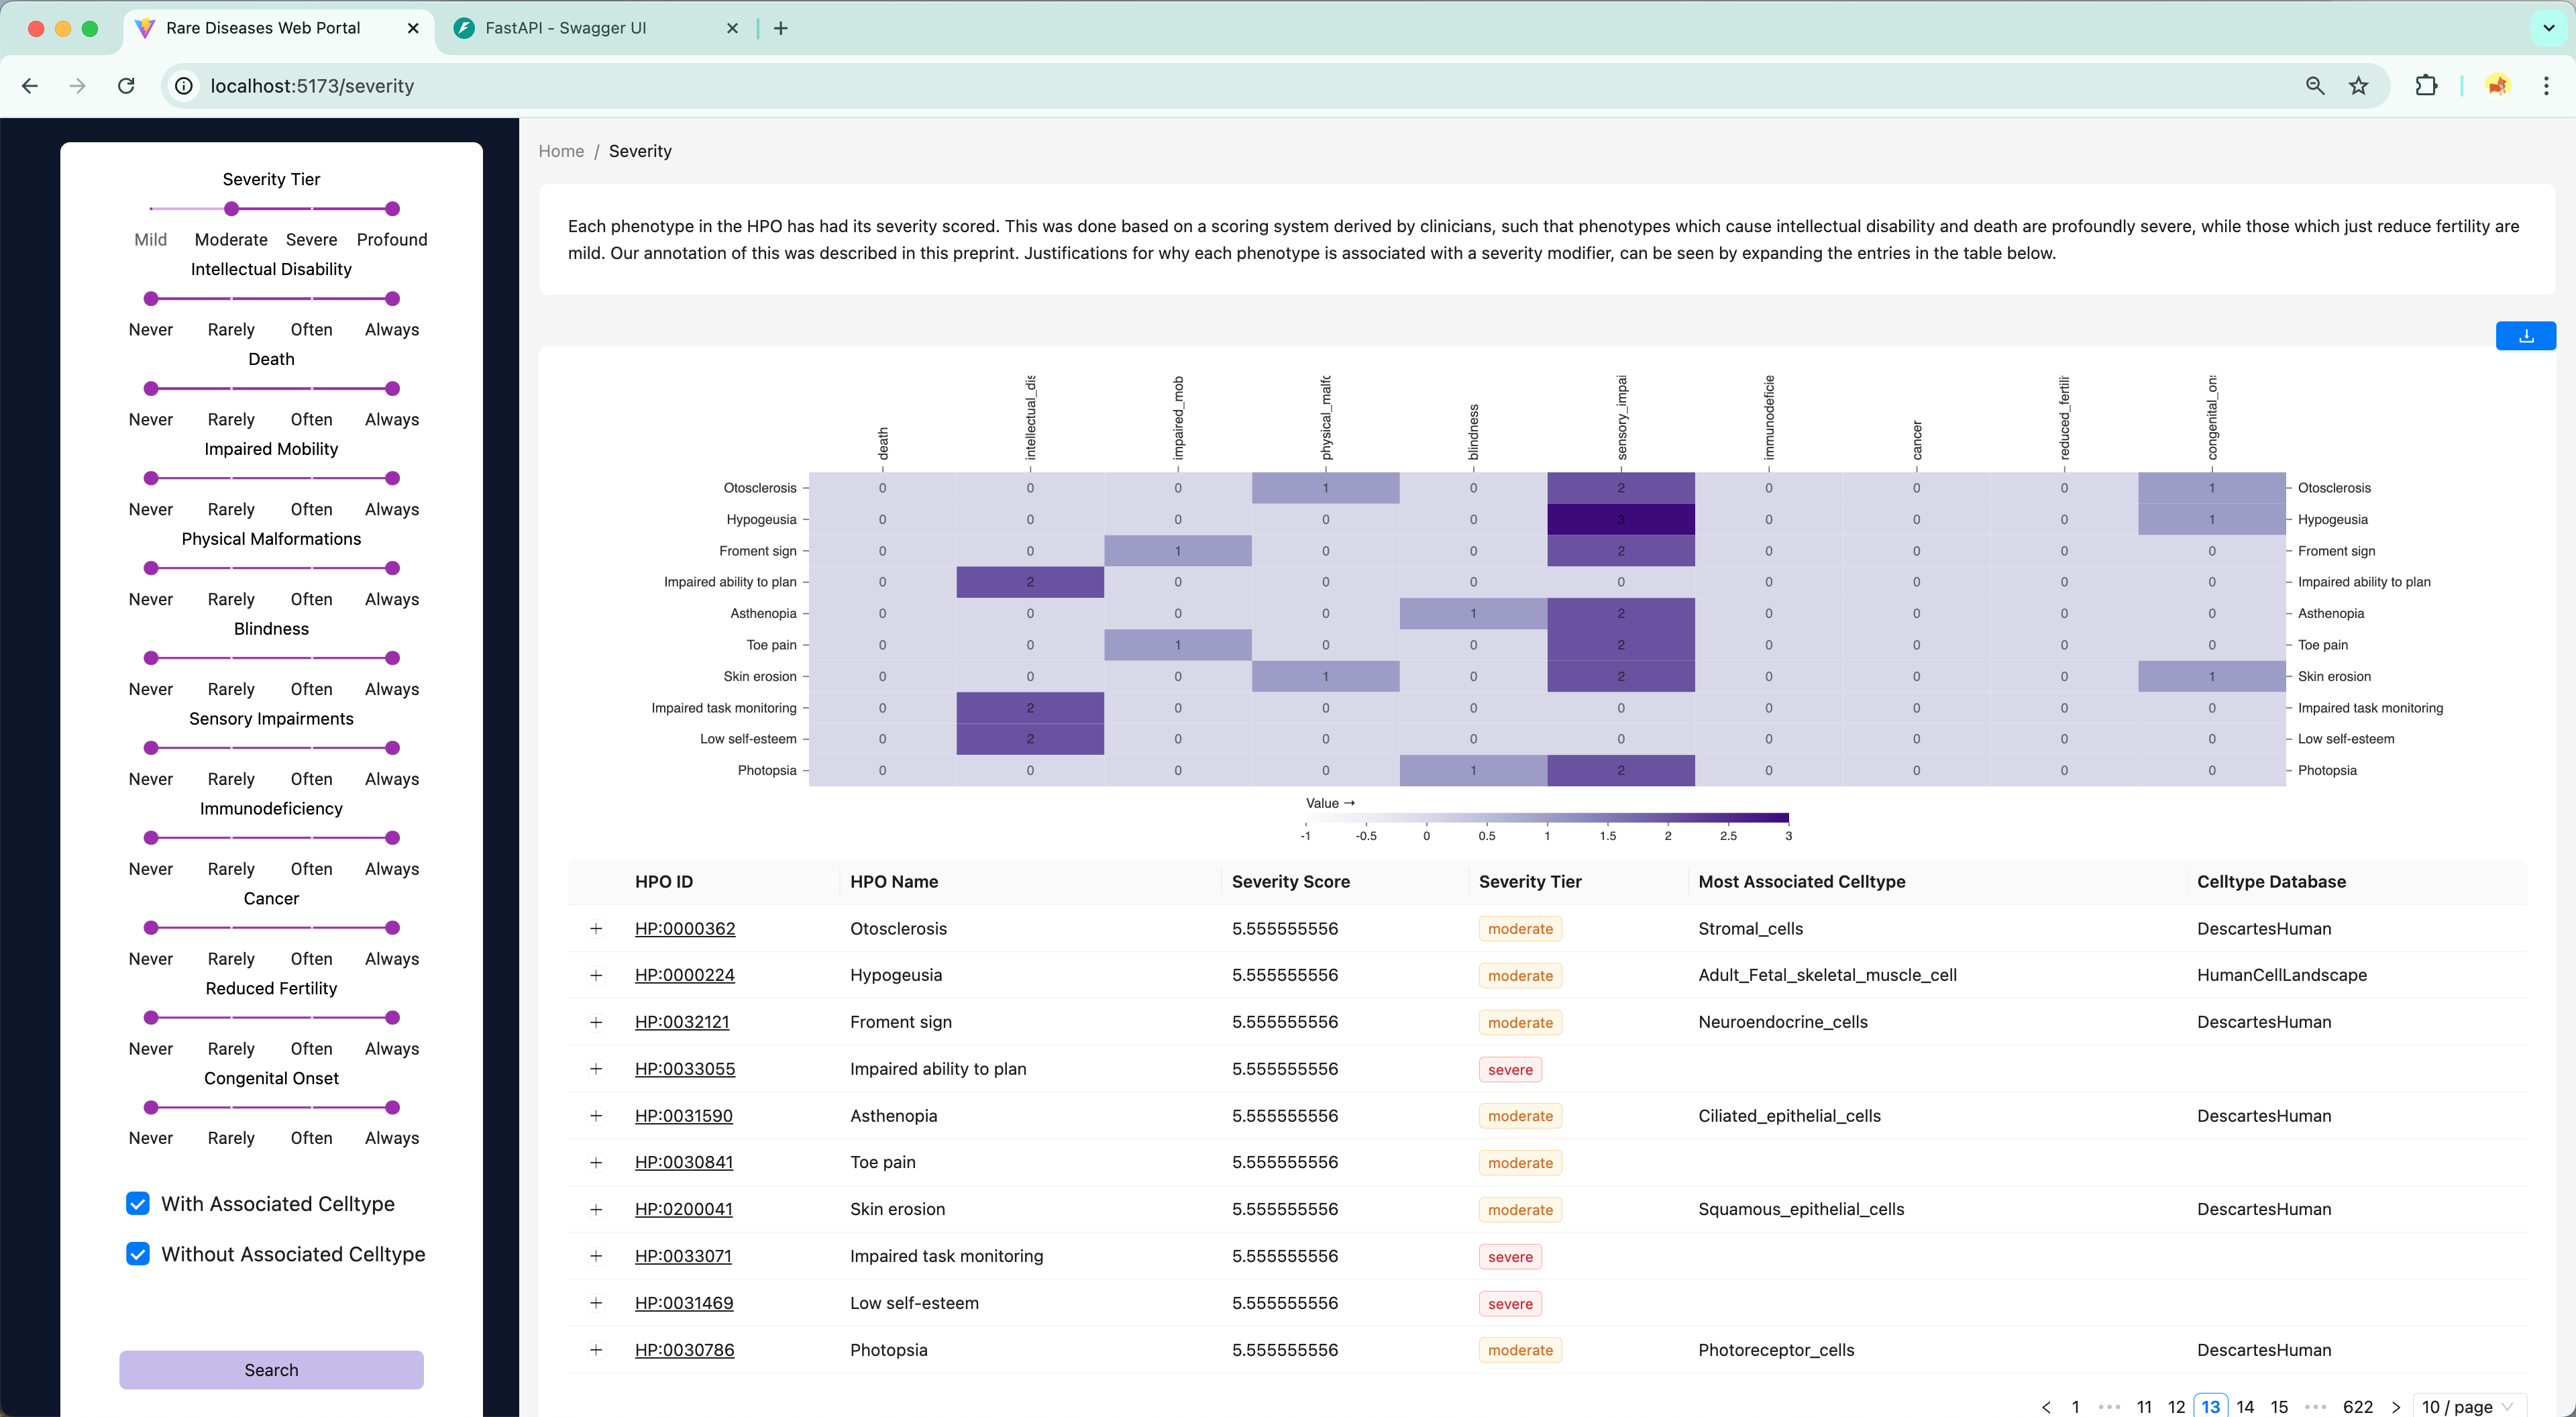 Rare Diseases Web Portal
FastAPI - Swagger UI
localhost:5173/severity
Severity Tier
Mild Moderate Severe Profound
Intellectual Disability
Never Rarely Often Always
Death
Never Rarely Often Always
Impaired Mobility
Never Rarely Often Always
Physical Malformations
Never Rarely Often Always
Blindness
Never Rarely Often Always
Sensory Impairments
Never Rarely Often Always
Immunodeficiency
Never Rarely Often Always
Cancer
Never Rarely Often Always
Reduced Fertility
Never Rarely Often Always
Congenital Onset
Never Rarely Often Always
With Associated Celltype
Without Associated Celltype
Search
Home / Severity
Each phenotype in the HPO has had its severity scored. This was done based on a scoring system derived by clinicians, such that phenotypes which cause intellectual disability and death are profoundly severe, while those which just reduce fertility are
mild. Our annotation of this was described in this preprint. Justifications for why each phenotype is associated with a severity modifier, can be seen by expanding the entries in the table below.
death intellectual_dis impaired_mob physical_malfo blindness sensory_impai immunodeficie cancer reduced_fertili congenital_ons
Otosclerosis 0 0 0 1 0 2 0 0 0 1 Otosclerosis
Hypogeusia 0 0 0 0 0 3 0 0 0 1 Hypogeusia
Froment sign 0 0 1 0 0 2 0 0 0 0 Froment sign
Impaired ability to plan 0 2 0 0 0 0 0 0 0 0 Impaired ability to plan
Asthenopia 0 0 0 0 1 2 0 0 0 0 Asthenopia
Toe pain 0 0 1 0 0 2 0 0 0 0 Toe pain
Skin erosion 0 0 0 1 0 2 0 0 0 1 Skin erosion
Impaired task monitoring 0 2 0 0 0 0 0 0 0 0 Impaired task monitoring
Low self-esteem 0 2 0 0 0 0 0 0 0 0 Low self-esteem
Photopsia 0 0 0 0 1 2 0 0 0 0 Photopsia
Value →
-1 -0.5 0 0.5 1 1.5 2 2.5 3
HPO ID HPO Name Severity Score Severity Tier Most Associated Celltype Celltype Database
+ HP:0000362 Otosclerosis 5.555555556 moderate Stromal_cells DescartesHuman
+ HP:0000224 Hypogeusia 5.555555556 moderate Adult_Fetal_skeletal_muscle_cell HumanCellLandscape
+ HP:0032121 Froment sign 5.555555556 moderate Neuroendocrine_cells DescartesHuman
+ HP:0033055 Impaired ability to plan 5.555555556 severe
+ HP:0031590 Asthenopia 5.555555556 moderate Ciliated_epithelial_cells DescartesHuman
+ HP:0030841 Toe pain 5.555555556 moderate
+ HP:0200041 Skin erosion 5.555555556 moderate Squamous_epithelial_cells DescartesHuman
+ HP:0033071 Impaired task monitoring 5.555555556 severe
+ HP:0031469 Low self-esteem 5.555555556 severe
+ HP:0030786 Photopsia 5.555555556 moderate Photoreceptor_cells DescartesHuman
< 1 ••• 11 12 13 14 15 ••• 622 > 10 / page